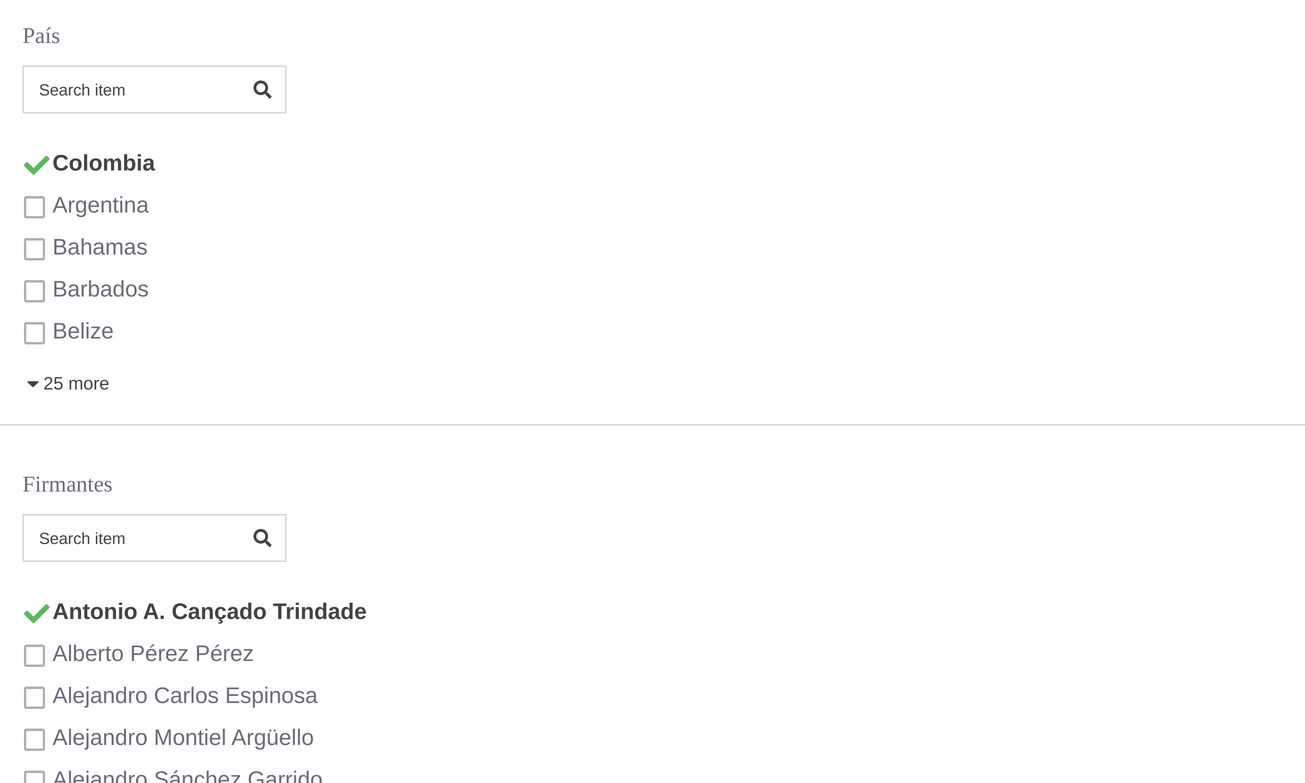 País
Search item
Colombia
Argentina
Bahamas
Barbados
Belize
25 more
Firmantes
Search item
Antonio A. Cançado Trindade
Alberto Pérez Pérez
Alejandro Carlos Espinosa
Alejandro Montiel Argüello
Alejandro Sánchez Garrido